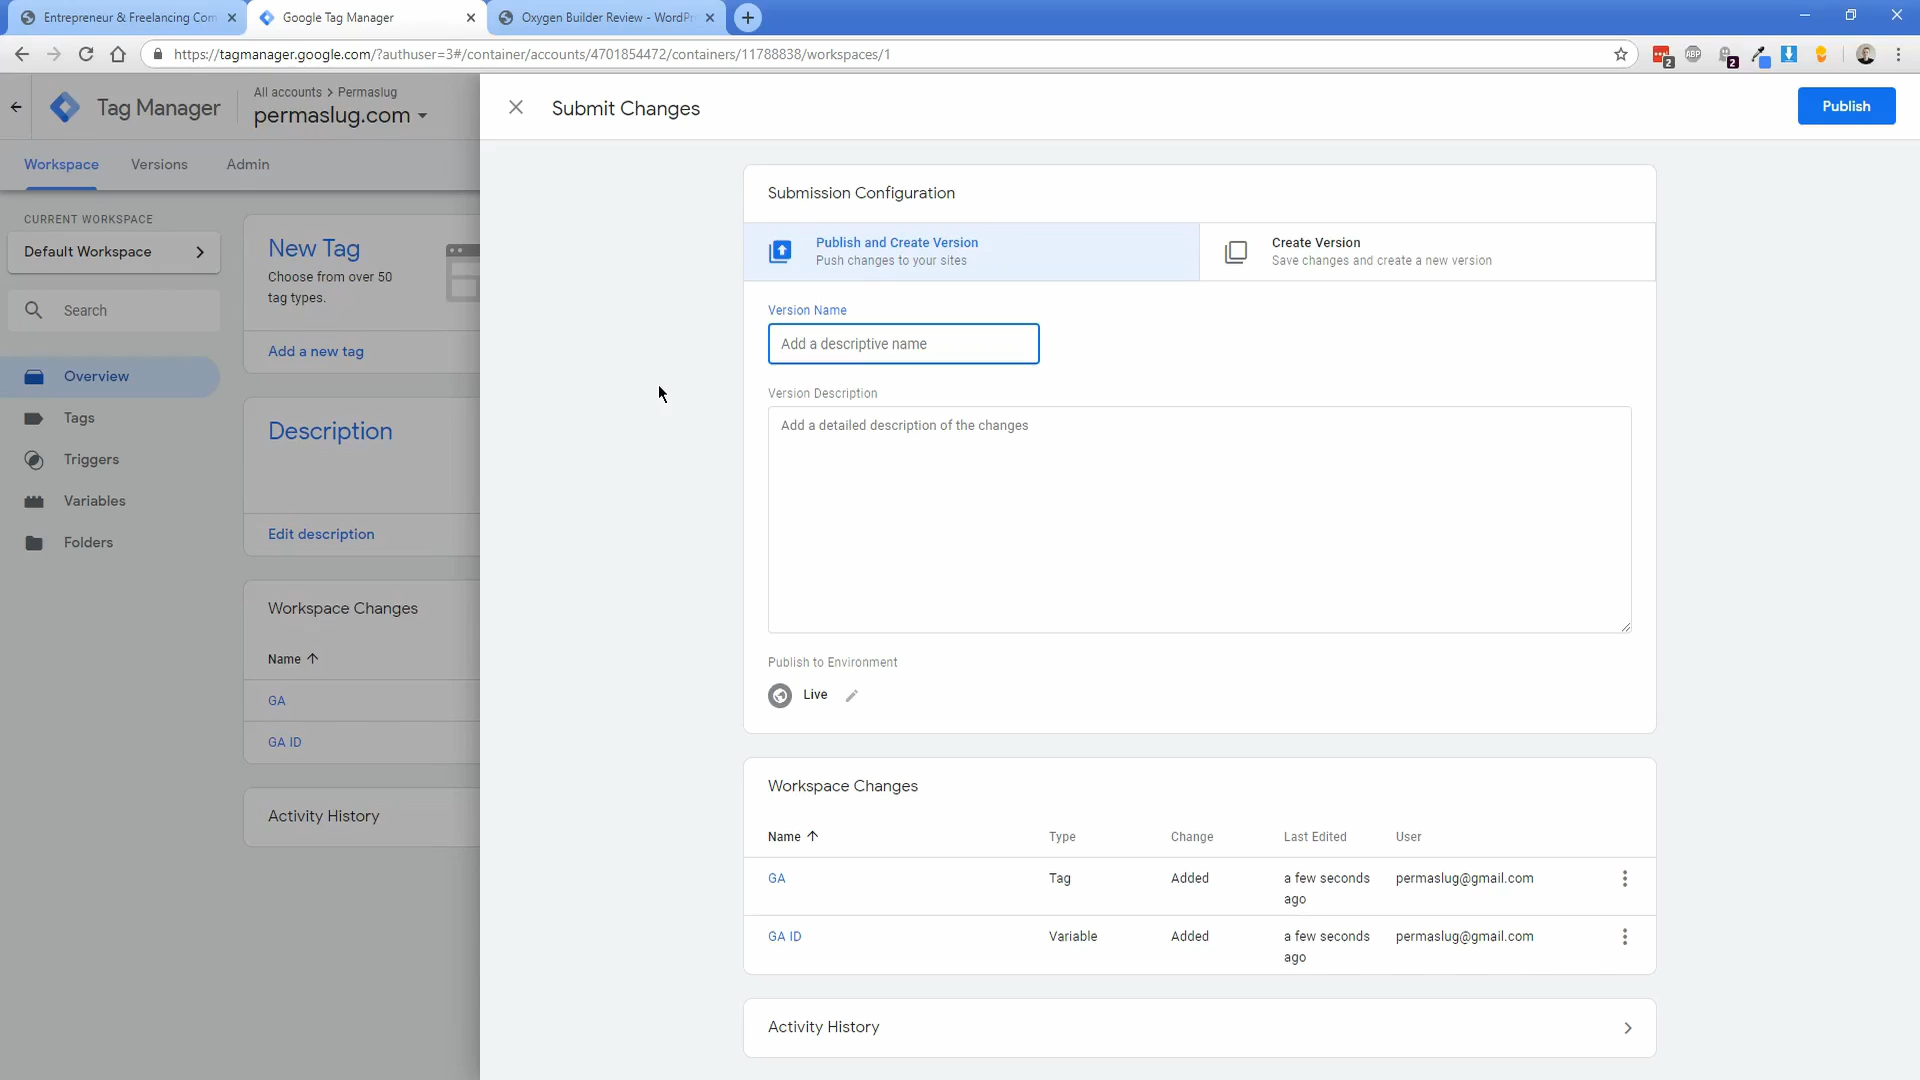 Entrepreneur & Freelancing Com
Google Tag Manager
Oxygen Builder Review - WordPr
https://tagmanager.google.com/?authuser=3#/container/accounts/4701854472/containers/11788838/workspaces/1
2
ABP
2
Tag Manager
All accounts > Permaslug
permaslug.com
Submit Changes
Publish
Workspace
Versions
Admin
CURRENT WORKSPACE
Default Workspace
Search
Overview
Tags
Triggers
Variables
Folders
New Tag
Choose from over 50
tag types.
Add a new tag
Description
Edit description
Workspace Changes
Name
GA
GA ID
Activity History
Submission Configuration
Publish and Create Version
Push changes to your sites
Create Version
Save changes and create a new version
Version Name
Add a descriptive name
Version Description
Add a detailed description of the changes
Publish to Environment
Live
Workspace Changes
Name Type Change Last Edited User
GA Tag Added a few seconds ago permaslug@gmail.com
GA ID Variable Added a few seconds ago permaslug@gmail.com
Activity History